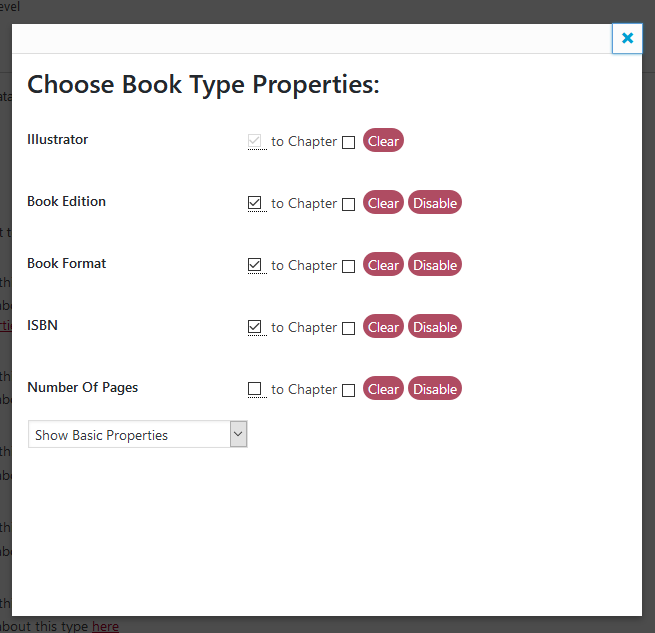 evel
Choose Book Type Properties:
Illustrator to Chapter Clear
Book Edition to Chapter Clear Disable
Book Format to Chapter Clear Disable
ISBN to Chapter Clear Disable
Number Of Pages to Chapter Clear Disable
Show Basic Properties
about this type here